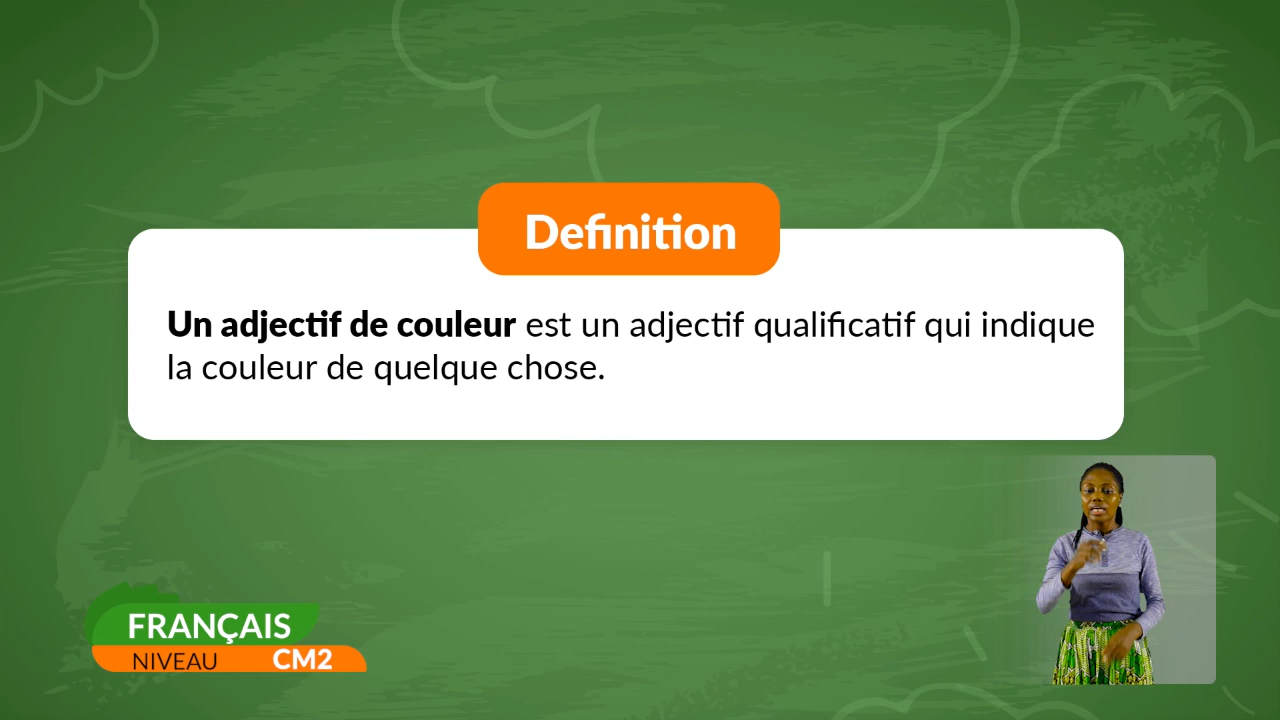 Definition
Un adjectif de couleur est un adjectif qualificatif qui indique
la couleur de quelque chose.
FRANÇAIS
NIVEAU CM2